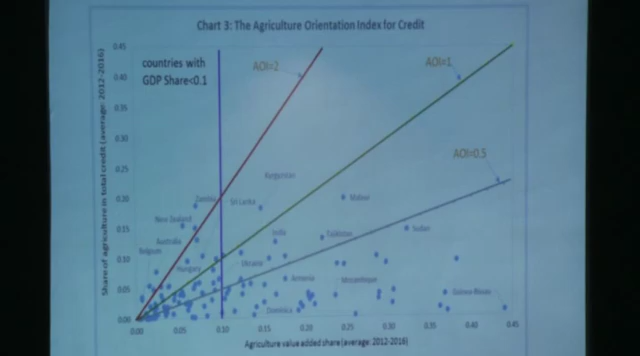 Chart 3: The Agriculture Orientation Index for Credit
Share of agriculture in total credit (average: 2012-2016)
0.45
0.40
0.35
0.30
0.25
0.20
0.15
0.10
0.05
0.00
countries with
GDP Share<0.1
AOI=2
AOI=1
AOI=0.5
Kyrgyzstan
Zambia
Sri Lanka
Malawi
New Zealand
Australia
India
Tajikistan
Sudan
Belgium
Hungary
Ukraine
Armenia
Mozambique
Dominica
Guinea-Bissau
0.00
0.05
0.10
0.15
0.20
0.25
0.30
0.35
0.40
0.45
Agriculture value added share (average: 2012-2016)